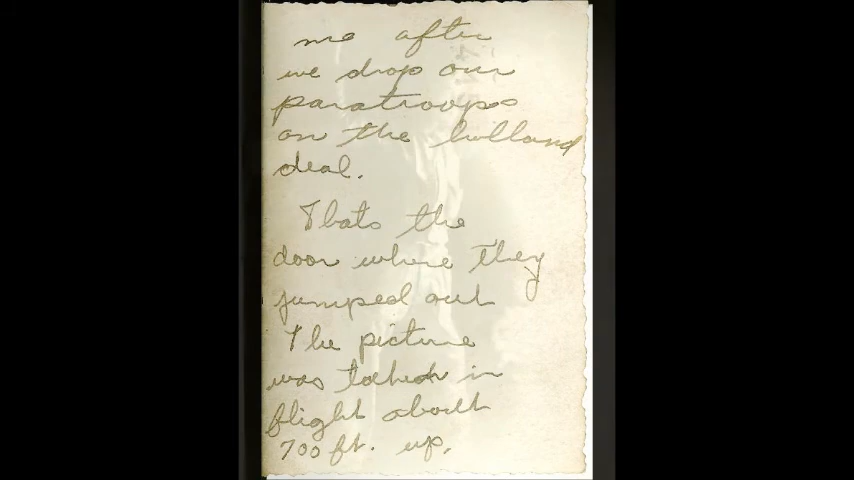 me after
we drop our
paratroops
on the holland
deal.
Thats the
door where they
jumped out
The picture
was in
flight about
700 ft. up.